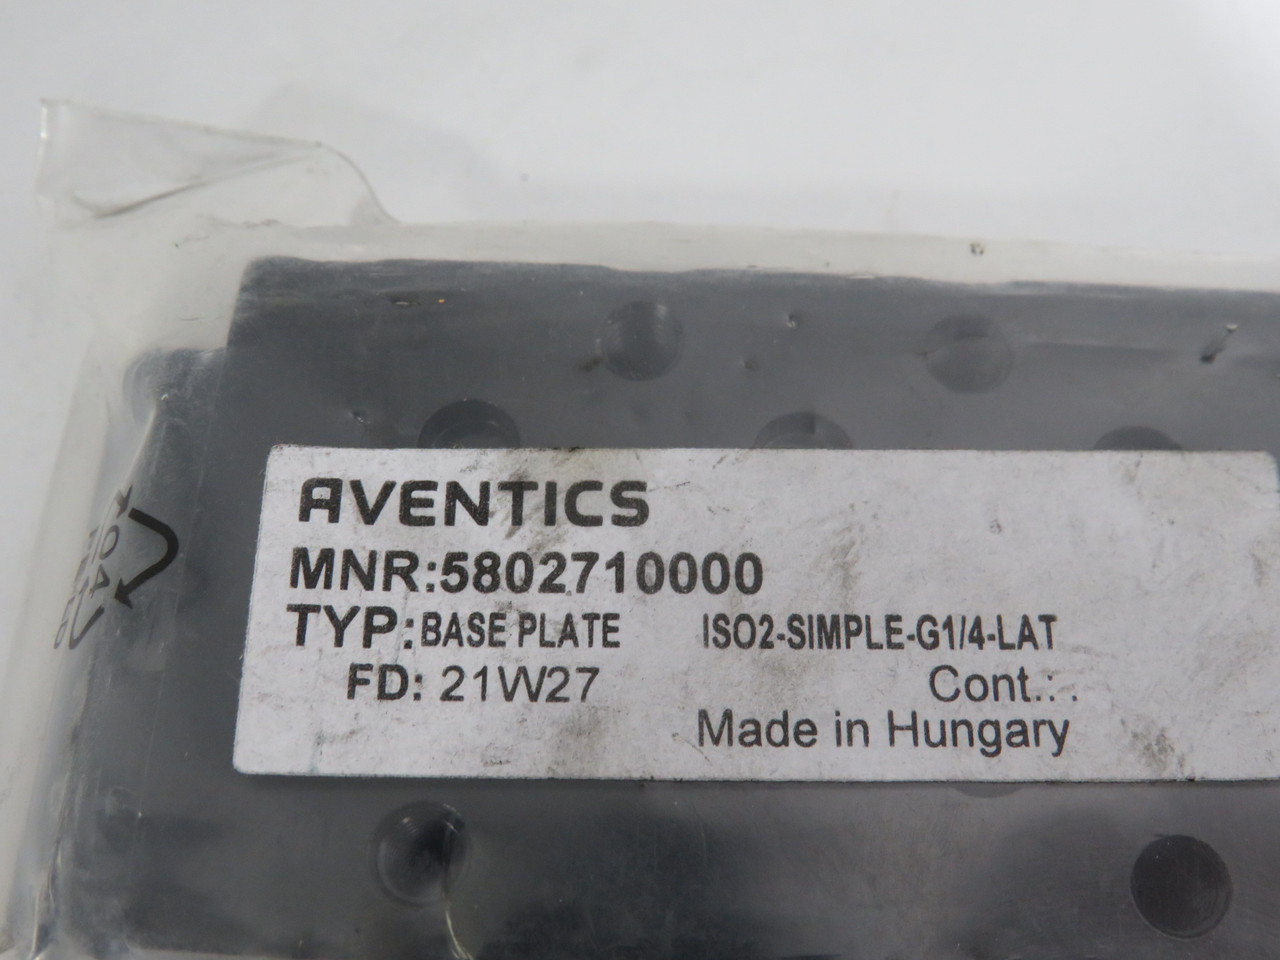 AVENTICS
MNR:5802710000
TYP:BASE PLATE ISO2-SIMPLE-G1/4-LAT
FD: 21W27 Cont.: .
Made in Hungary